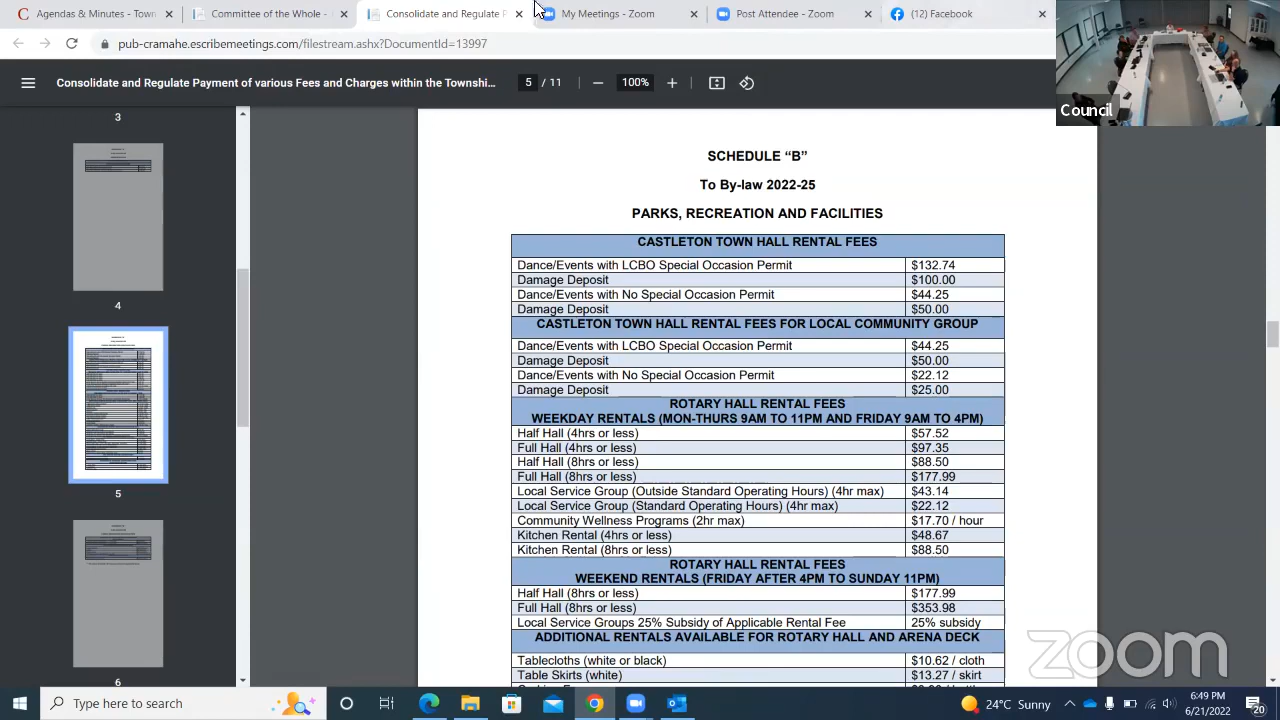 Agendas & Minutes - Town
Committee of the Whole -
Consolidate and Regulate P
My Meetings - Zoom
Post Attendee - Zoom
(12) Facebook
pub-cramahe.escribemeetings.com/filestream.ashx?DocumentId=13997
Consolidate and Regulate Payment of various Fees and Charges within the Townshi...
5 / 11
100%
Council
3
4
5
6
SCHEDULE “B”
To By-law 2022-25
PARKS, RECREATION AND FACILITIES
CASTLETON TOWN HALL RENTAL FEES
Dance/Events with LCBO Special Occasion Permit $132.74
Damage Deposit $100.00
Dance/Events with No Special Occasion Permit $44.25
Damage Deposit $50.00
CASTLETON TOWN HALL RENTAL FEES FOR LOCAL COMMUNITY GROUP
Dance/Events with LCBO Special Occasion Permit $44.25
Damage Deposit $50.00
Dance/Events with No Special Occasion Permit $22.12
Damage Deposit $25.00
ROTARY HALL RENTAL FEES
WEEKDAY RENTALS (MON-THURS 9AM TO 11PM AND FRIDAY 9AM TO 4PM)
Half Hall (4hrs or less) $57.52
Full Hall (4hrs or less) $97.35
Half Hall (8hrs or less) $88.50
Full Hall (8hrs or less) $177.99
Local Service Group (Outside Standard Operating Hours) (4hr max) $43.14
Local Service Group (Standard Operating Hours) (4hr max) $22.12
Community Wellness Programs (2hr max) $17.70 / hour
Kitchen Rental (4hrs or less) $48.67
Kitchen Rental (8hrs or less) $88.50
ROTARY HALL RENTAL FEES
WEEKEND RENTALS (FRIDAY AFTER 4PM TO SUNDAY 11PM)
Half Hall (8hrs or less) $177.99
Full Hall (8hrs or less) $353.98
Local Service Groups 25% Subsidy of Applicable Rental Fee 25% subsidy
ADDITIONAL RENTALS AVAILABLE FOR ROTARY HALL AND ARENA DECK
Tablecloths (white or black) $10.62 / cloth
Table Skirts (white) $13.27 / skirt
zoom
Type here to search
24°C Sunny
6:49 PM
6/21/2022
20